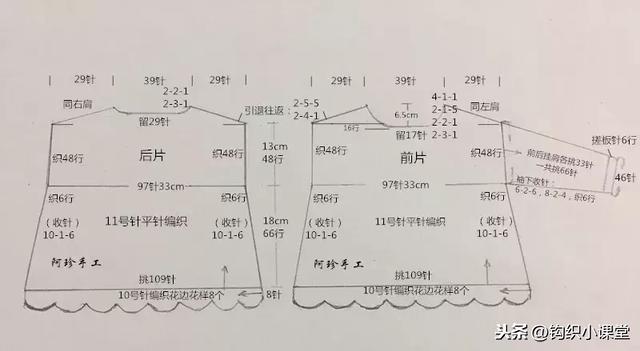 29针 39针 29针
同右肩
2-2-1
2-3-1
留29针
引退往返：
2-5-5
2-4-1
织48行
后片
织48行
13cm
48行
97针33cm
织6行
织6行
（收针）
10-1-6
11号针平针编织
（收针）
10-1-6
18cm
66行
阿珍手工
挑109针
10号针编织花边花样8个
8针
29针 39针 29针
4-1-1
2-1-5
2-2-1
2-3-1
同左肩
6.5cm
16行
留17针
织48行
前片
织48行
97针33cm
织6行
织6行
（收针）
10-1-6
11号针平针编织
（收针）
10-1-6
阿珍手工
挑109针
10号针编织花边花样8个
搓板针6行
前后挂肩各挑33针
一共挑66针
46针
袖下收针：
6-2-6，8-2-4，织6行
头条 @钩织小课堂